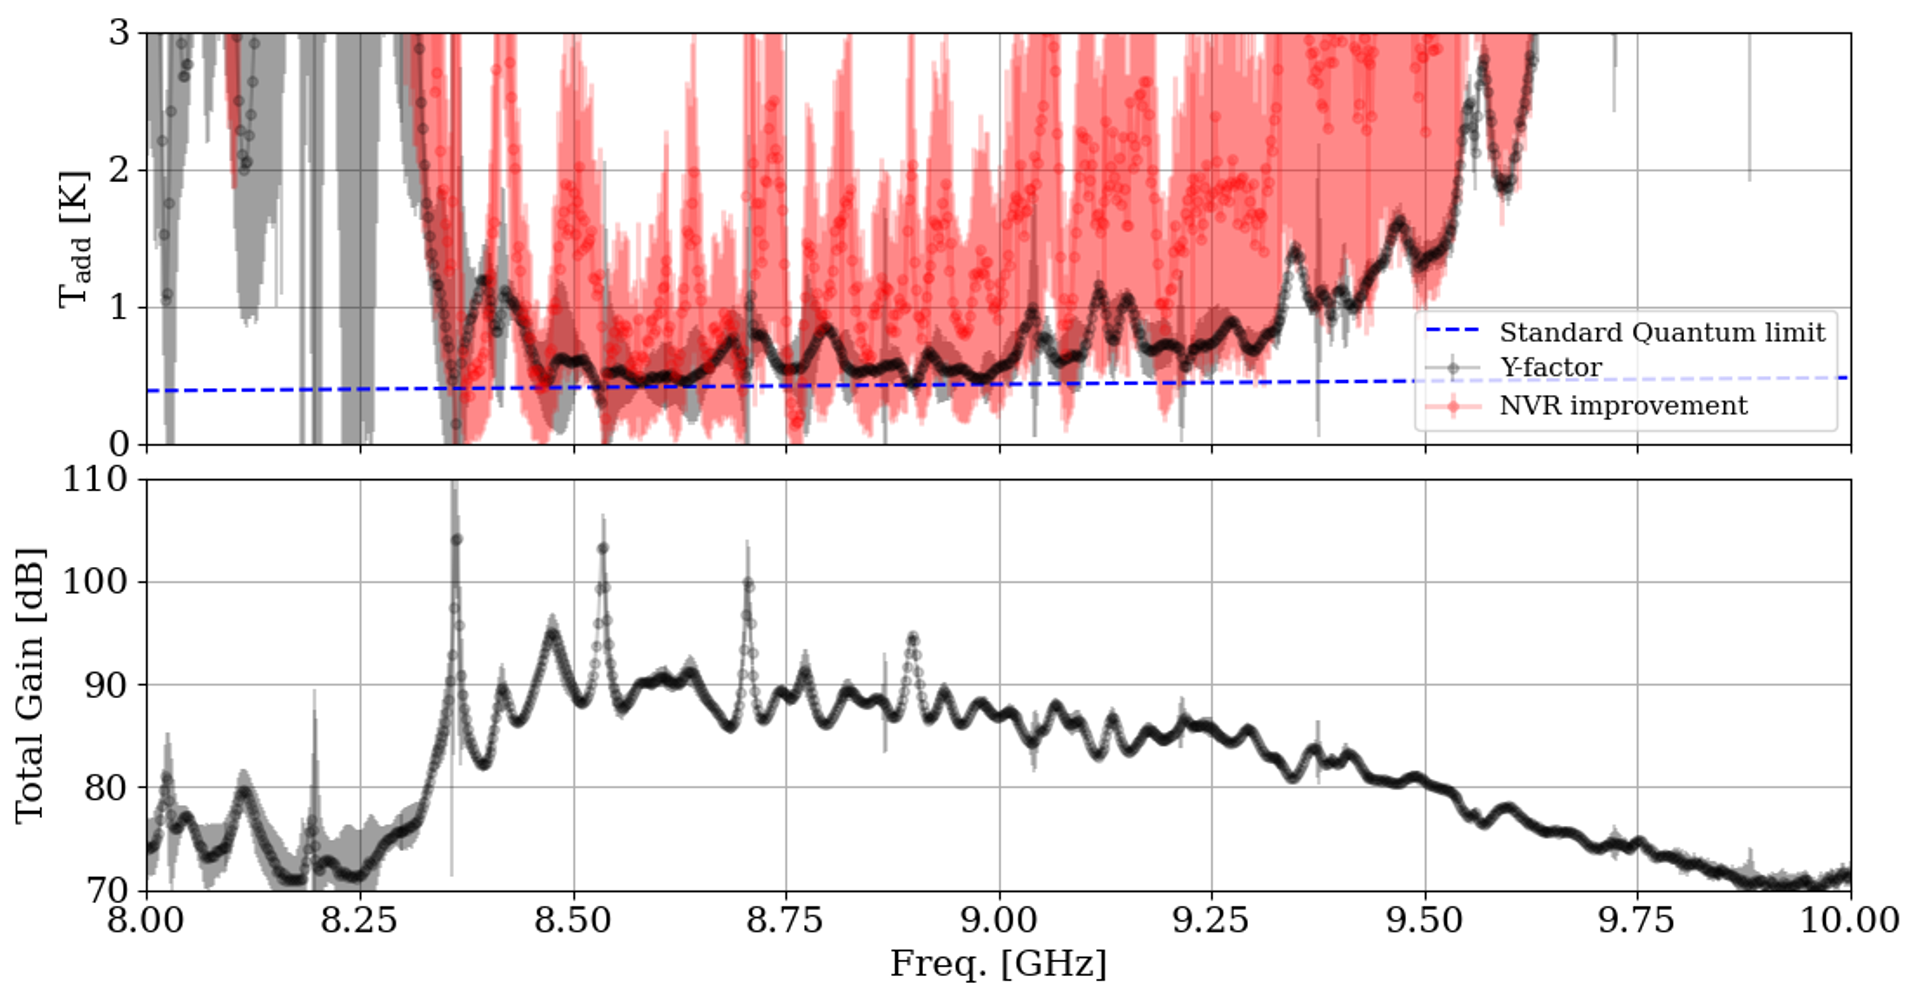 3
2
1
0
T_add [K]
Standard Quantum limit
Y-factor
NVR improvement
110
100
90
80
70
Total Gain [dB]
8.00 8.25 8.50 8.75 9.00 9.25 9.50 9.75 10.00
Freq. [GHz]